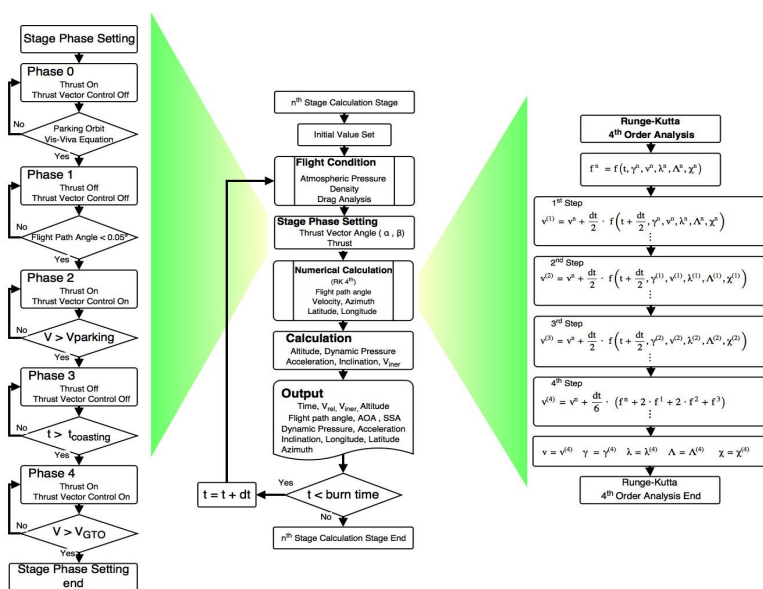 Stage Phase Setting
Phase 0
Thrust On
Thrust Vector Control Off
No
Parking Orbit
Vis-Viva Equation
Yes
Phase 1
Thrust Off
Thrust Vector Control Off
No
Flight Path Angle < 0.05°
Yes
Phase 2
Thrust On
Thrust Vector Control On
No
V > Vparking
Yes
Phase 3
Thrust Off
Thrust Vector Control Off
No
t > tcoasting
Yes
Phase 4
Thrust On
Thrust Vector Control On
No
V > VGTO
Yes
Stage Phase Setting
end
nth Stage Calculation Stage
Initial Value Set
Flight Condition
Atmospheric Pressure
Density
Drag Analysis
Stage Phase Setting
Thrust Vector Angle ( α , β)
Thrust
Numerical Calculation
(RK 4th)
Flight path angle
Velocity, Azimuth
Latitude, Longitude
Calculation
Altitude, Dynamic Pressure
Acceleration, Inclination, Viner
Output
Time, Vrel, Viner, Altitude
Flight path angle, AOA , SSA
Dynamic Pressure, Acceleration
Inclination, Longitude, Latitude
Azimuth
t = t + dt
Yes
t < burn time
No
nth Stage Calculation Stage End
Runge-Kutta
4th Order Analysis
fⁿ = f(t, γⁿ, vⁿ, λⁿ, Λⁿ, χⁿ)
1st Step
v⁽¹⁾ = vⁿ + dt/2 · f(t + dt/2, γⁿ, vⁿ, λⁿ, Λⁿ, χⁿ)
⋮
2nd Step
v⁽²⁾ = vⁿ + dt/2 · f(t + dt/2, γ⁽¹⁾, v⁽¹⁾, λ⁽¹⁾, Λ⁽¹⁾, χ⁽¹⁾)
⋮
3rd Step
v⁽³⁾ = vⁿ + dt/2 · f(t + dt/2, γ⁽²⁾, v⁽²⁾, λ⁽²⁾, Λ⁽²⁾, χ⁽²⁾)
⋮
4th Step
v⁽⁴⁾ = vⁿ + dt/6 · (fⁿ + 2 · f¹ + 2 · f² + f³)
⋮
v = v⁽⁴⁾ γ = γ⁽⁴⁾ λ = λ⁽⁴⁾ Λ = Λ⁽⁴⁾ χ = χ⁽⁴⁾
Runge-Kutta
4th Order Analysis End